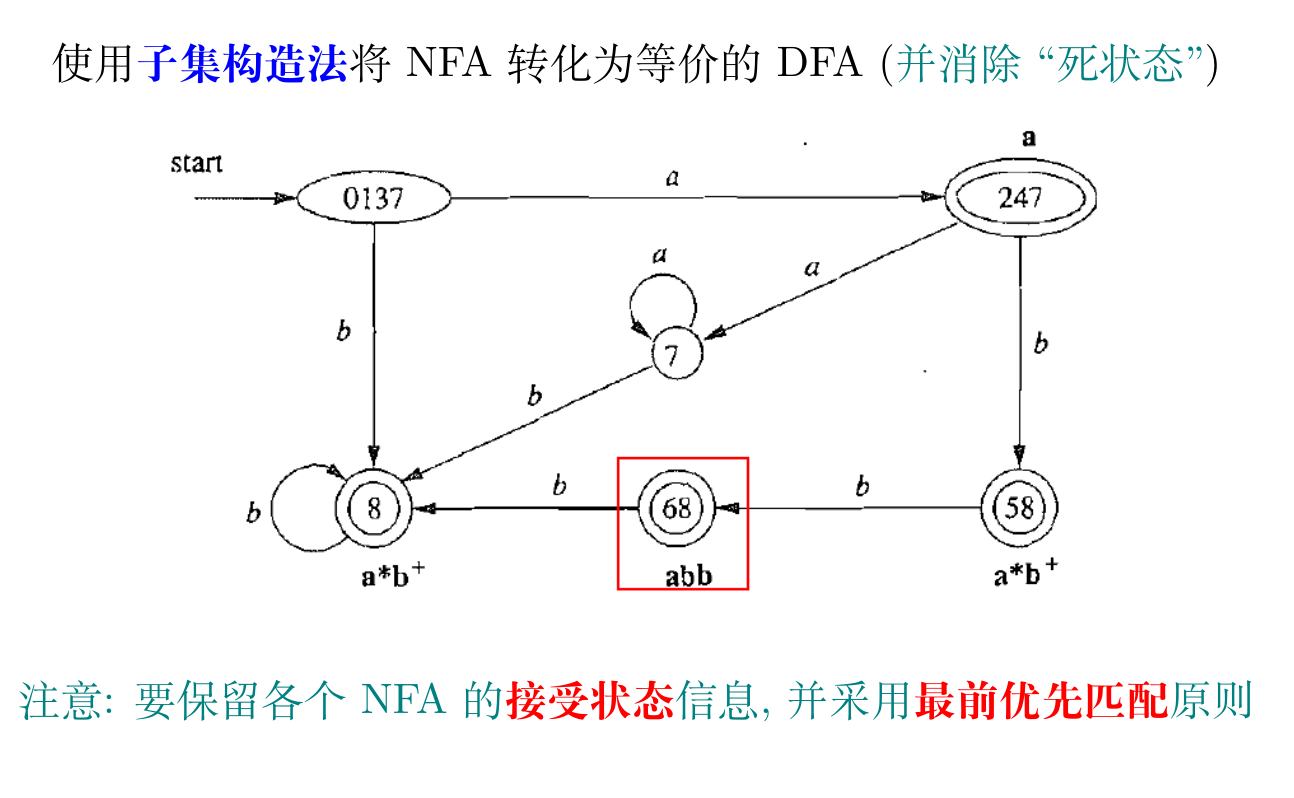 使用子集构造法将 NFA 转化为等价的 DFA (并消除 “死状态”)
a
start
0137
a
247
a
a
b
7
b
b
b
8
b
68
b
58
a*b⁺
abb
a*b⁺
注意: 要保留各个 NFA 的接受状态信息, 并采用最前优先匹配原则